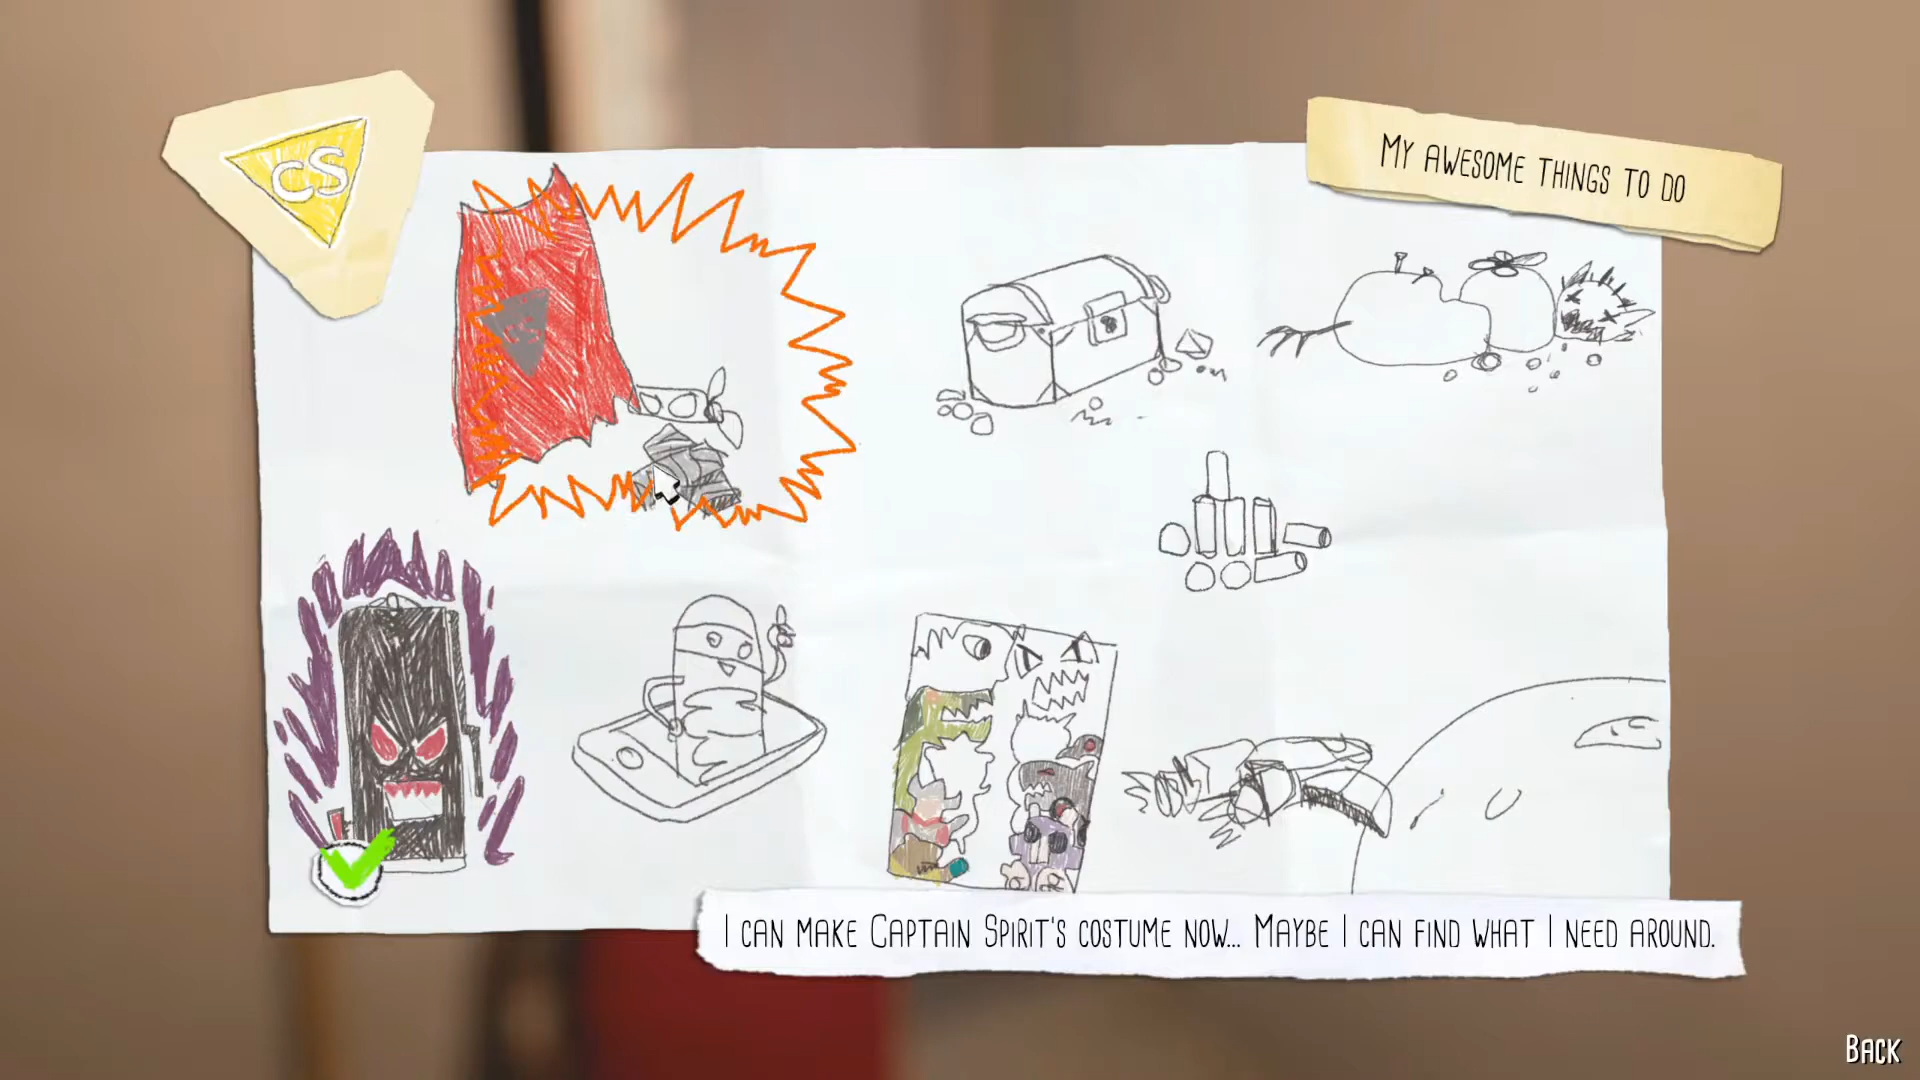 CS
MY AWESOME THINGS TO DO
CS
I CAN MAKE CAPTAIN SPIRIT'S COSTUME NOW... MAYBE I CAN FIND WHAT I NEED AROUND.
BACK